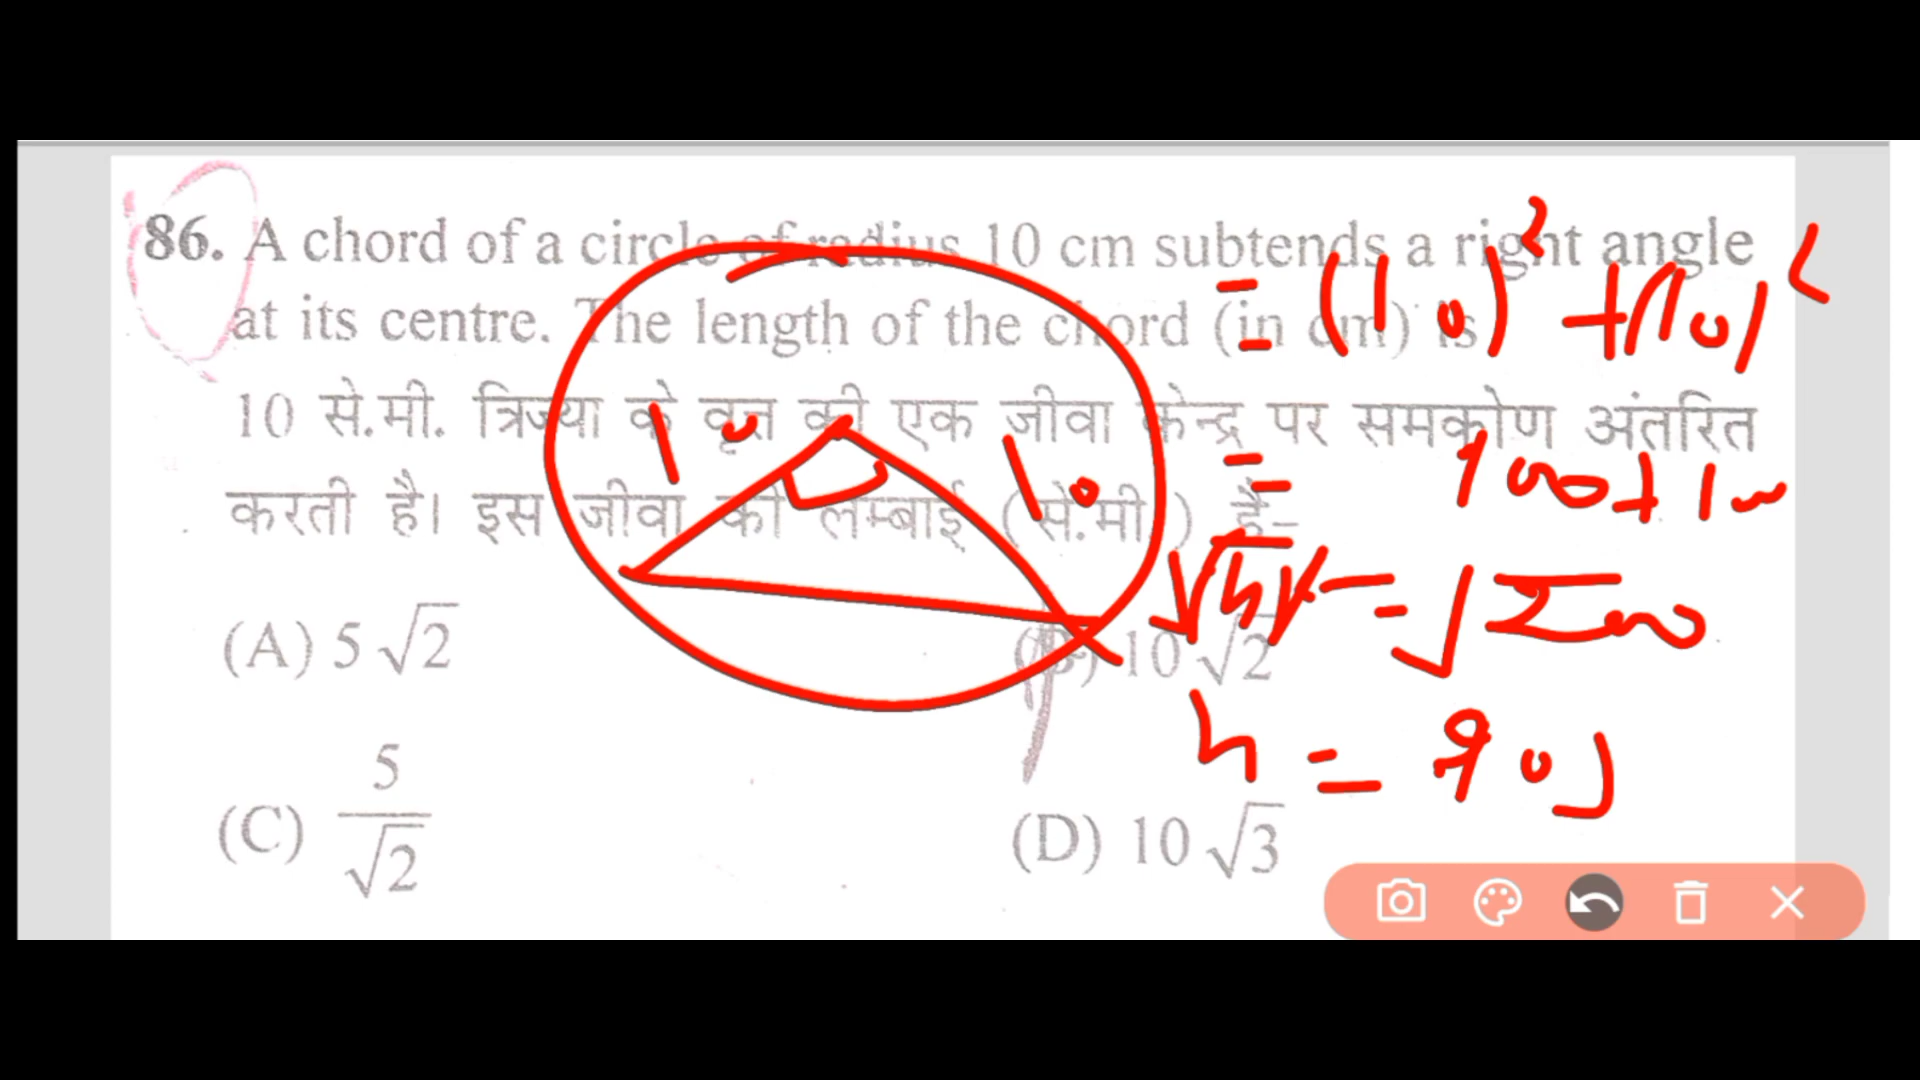 86. A chord of a circle of radius 10 cm subtends a right angle
at its centre. The length of the chord (in cm) is
10 से.मी. त्रिज्या के वृत्त की एक जीवा केन्द्र पर समकोण अंतरित
करती है। इस जीवा की लम्बाई (से.मी.) है–
(A) 5√2
(B) 10√2
(C) 5/√2
(D) 10√3
10
10
= (10)² + (10)²
= 100 + 100
= √200
h = 10